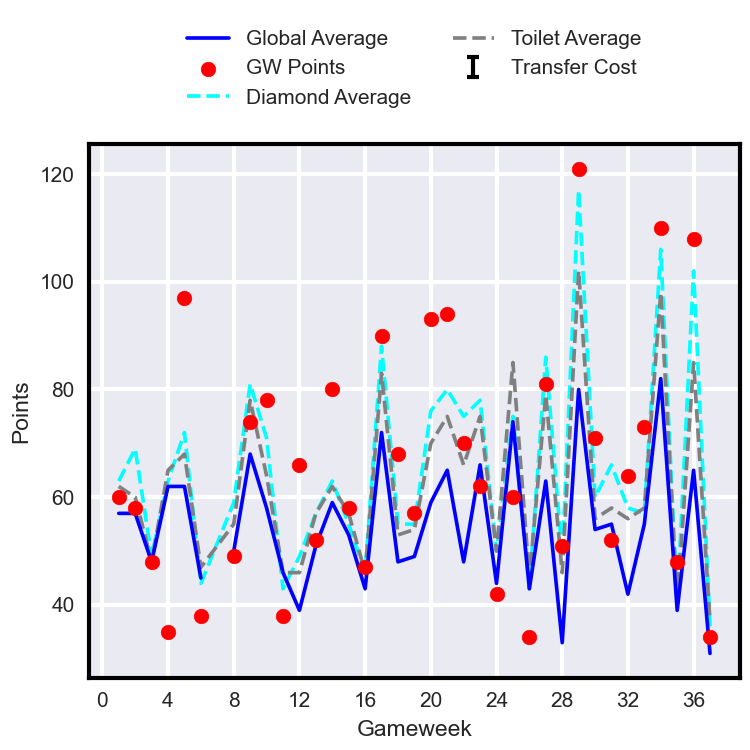 Global Average
GW Points
Diamond Average
Toilet Average
Transfer Cost
120
100
80
60
40
Points
0 4 8 12 16 20 24 28 32 36
Gameweek